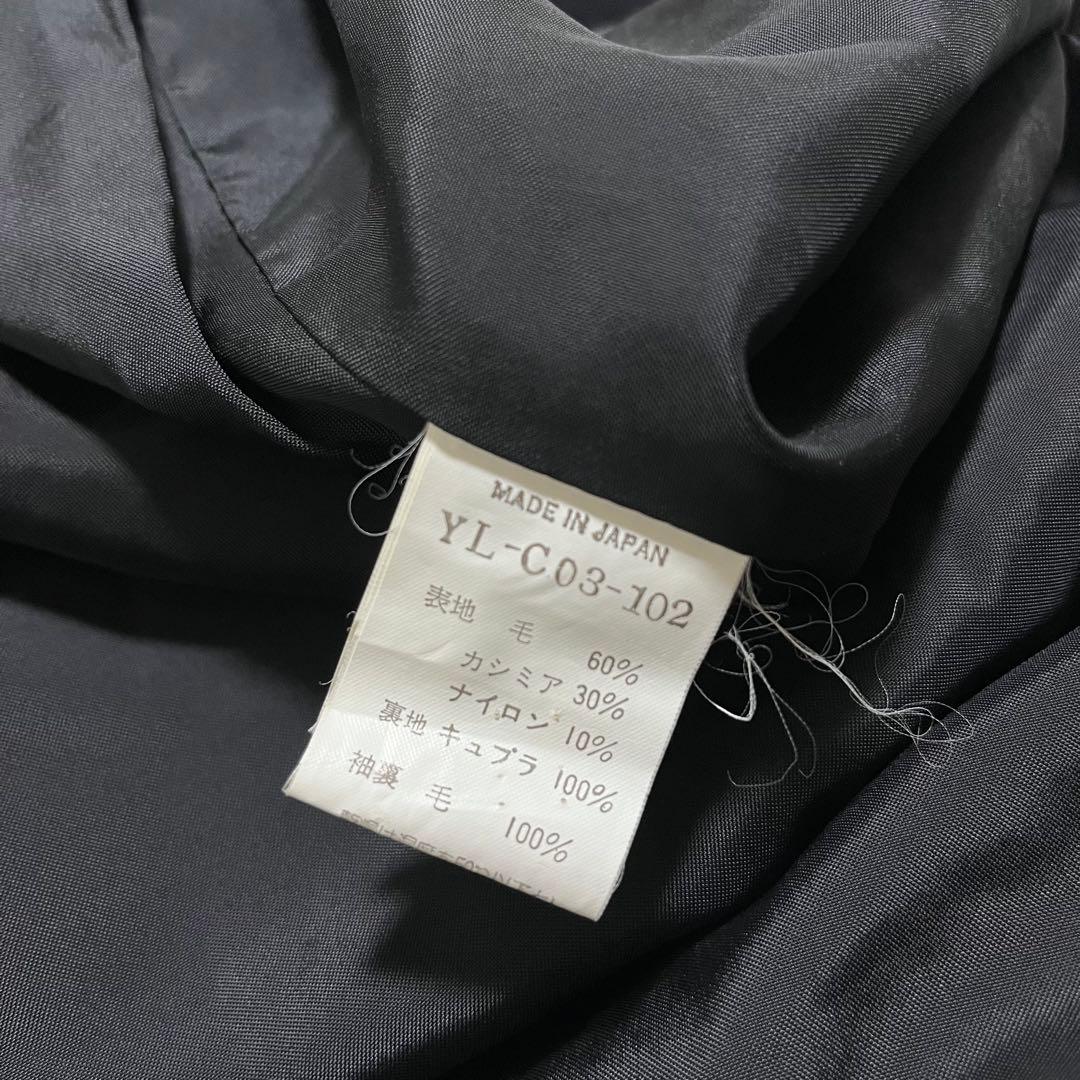 MADE IN JAPAN
YL-C03-102
表地 毛 60%
カシミア 30%
ナイロン 10%
裏地 キュプラ 100%
袖裏 毛 100%